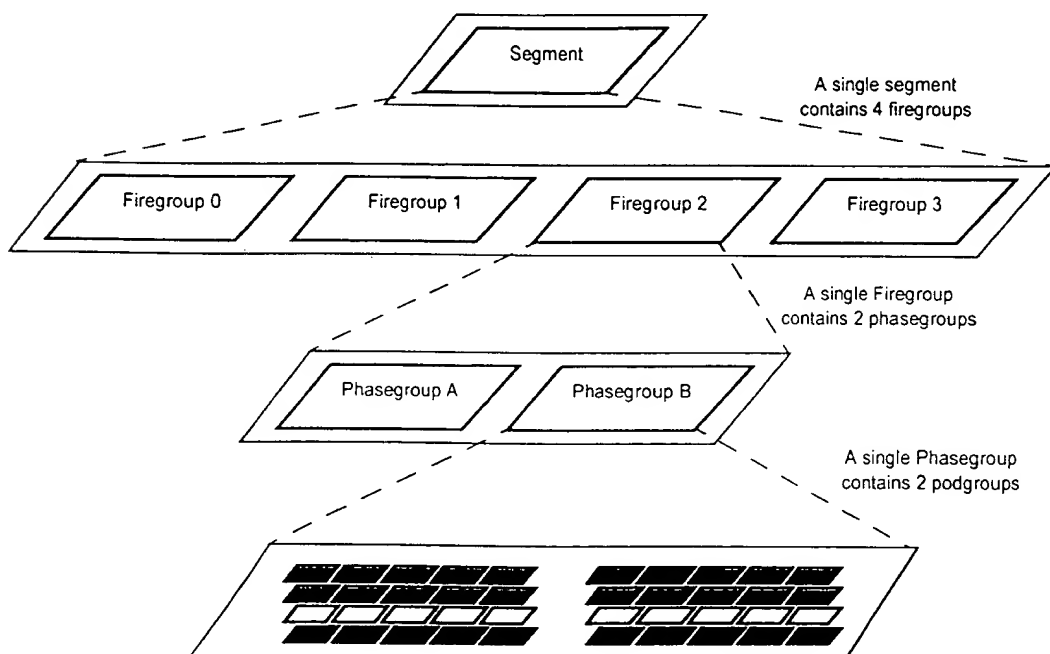 Segment
A single segment
contains 4 firegroups
Firegroup 0
Firegroup 1
Firegroup 2
Firegroup 3
A single Firegroup
contains 2 phasegroups
Phasegroup A
Phasegroup B
A single Phasegroup
contains 2 podgroups